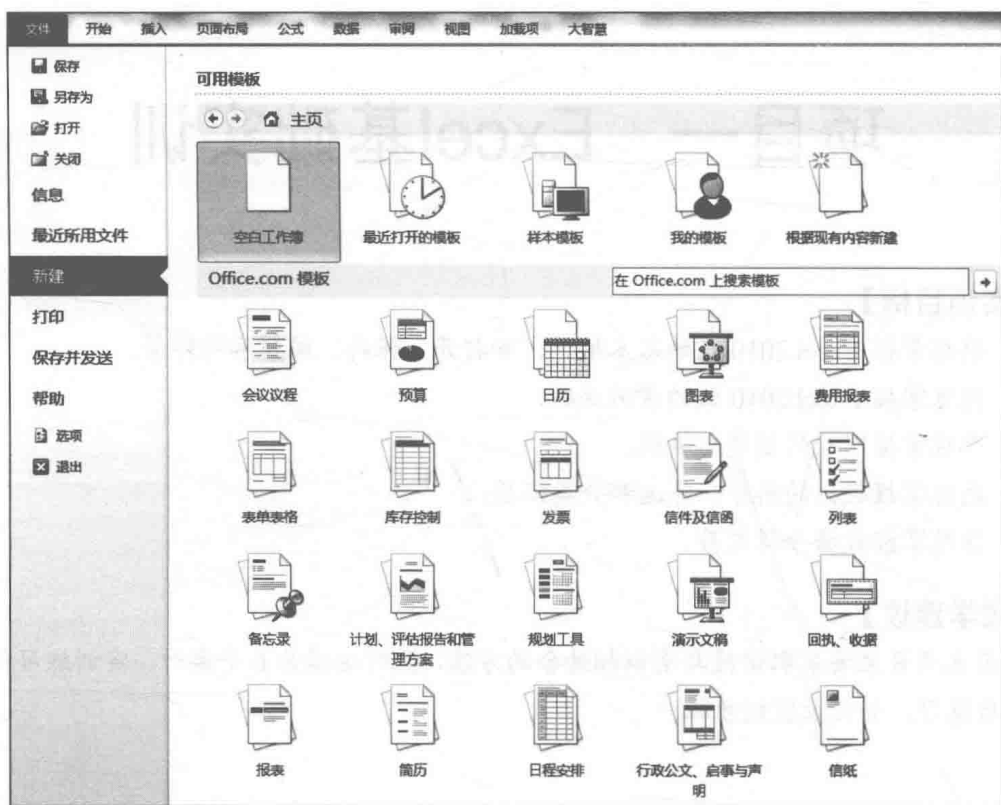 文件 开始 插入 页面布局 公式 数据 审阅 视图 加载项 大智慧
保存
另存为
打开
关闭
信息
最近所用文件
新建
打印
保存并发送
帮助
选项
退出
可用模板
主页
空白工作簿 最近打开的模板 样本模板 我的模板 根据现有内容新建
Office.com 模板 在 Office.com 上搜索模板
会议议程 预算 日历 图表 费用报表
表单表格 库存控制 发票 信件及信函 列表
备忘录 计划、评估报告和管 规划工具 演示文稿 回执、收据
理方案
报表 简历 日程安排 行政公文、启事与声 信纸
明